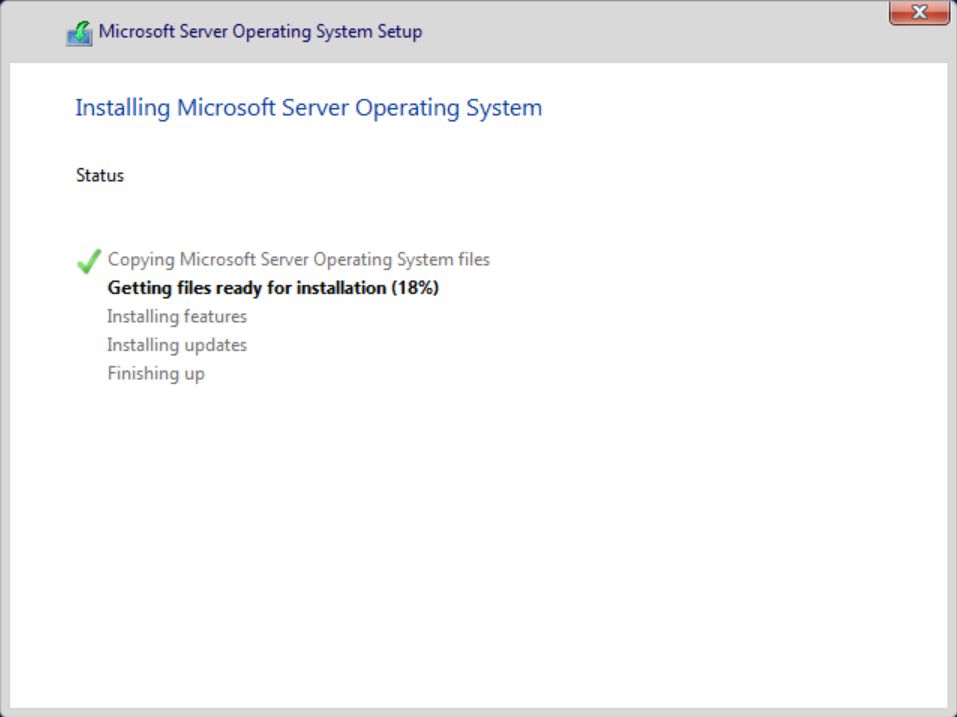 Microsoft Server Operating System Setup
Installing Microsoft Server Operating System
Status
Copying Microsoft Server Operating System files
Getting files ready for installation (18%)
Installing features
Installing updates
Finishing up